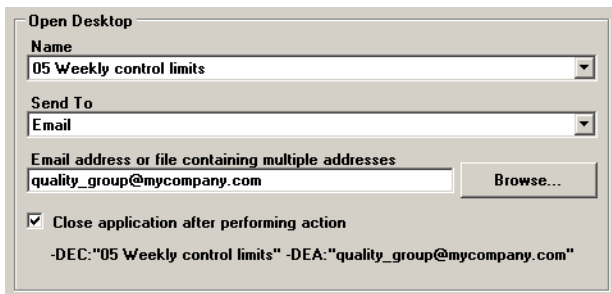 Open Desktop
Name
05 Weekly control limits
Send To
Email
Email address or file containing multiple addresses
quality_group@mycompany.com
Browse...
Close application after performing action
-DEC:"05 Weekly control limits" -DEA:"quality_group@mycompany.com"